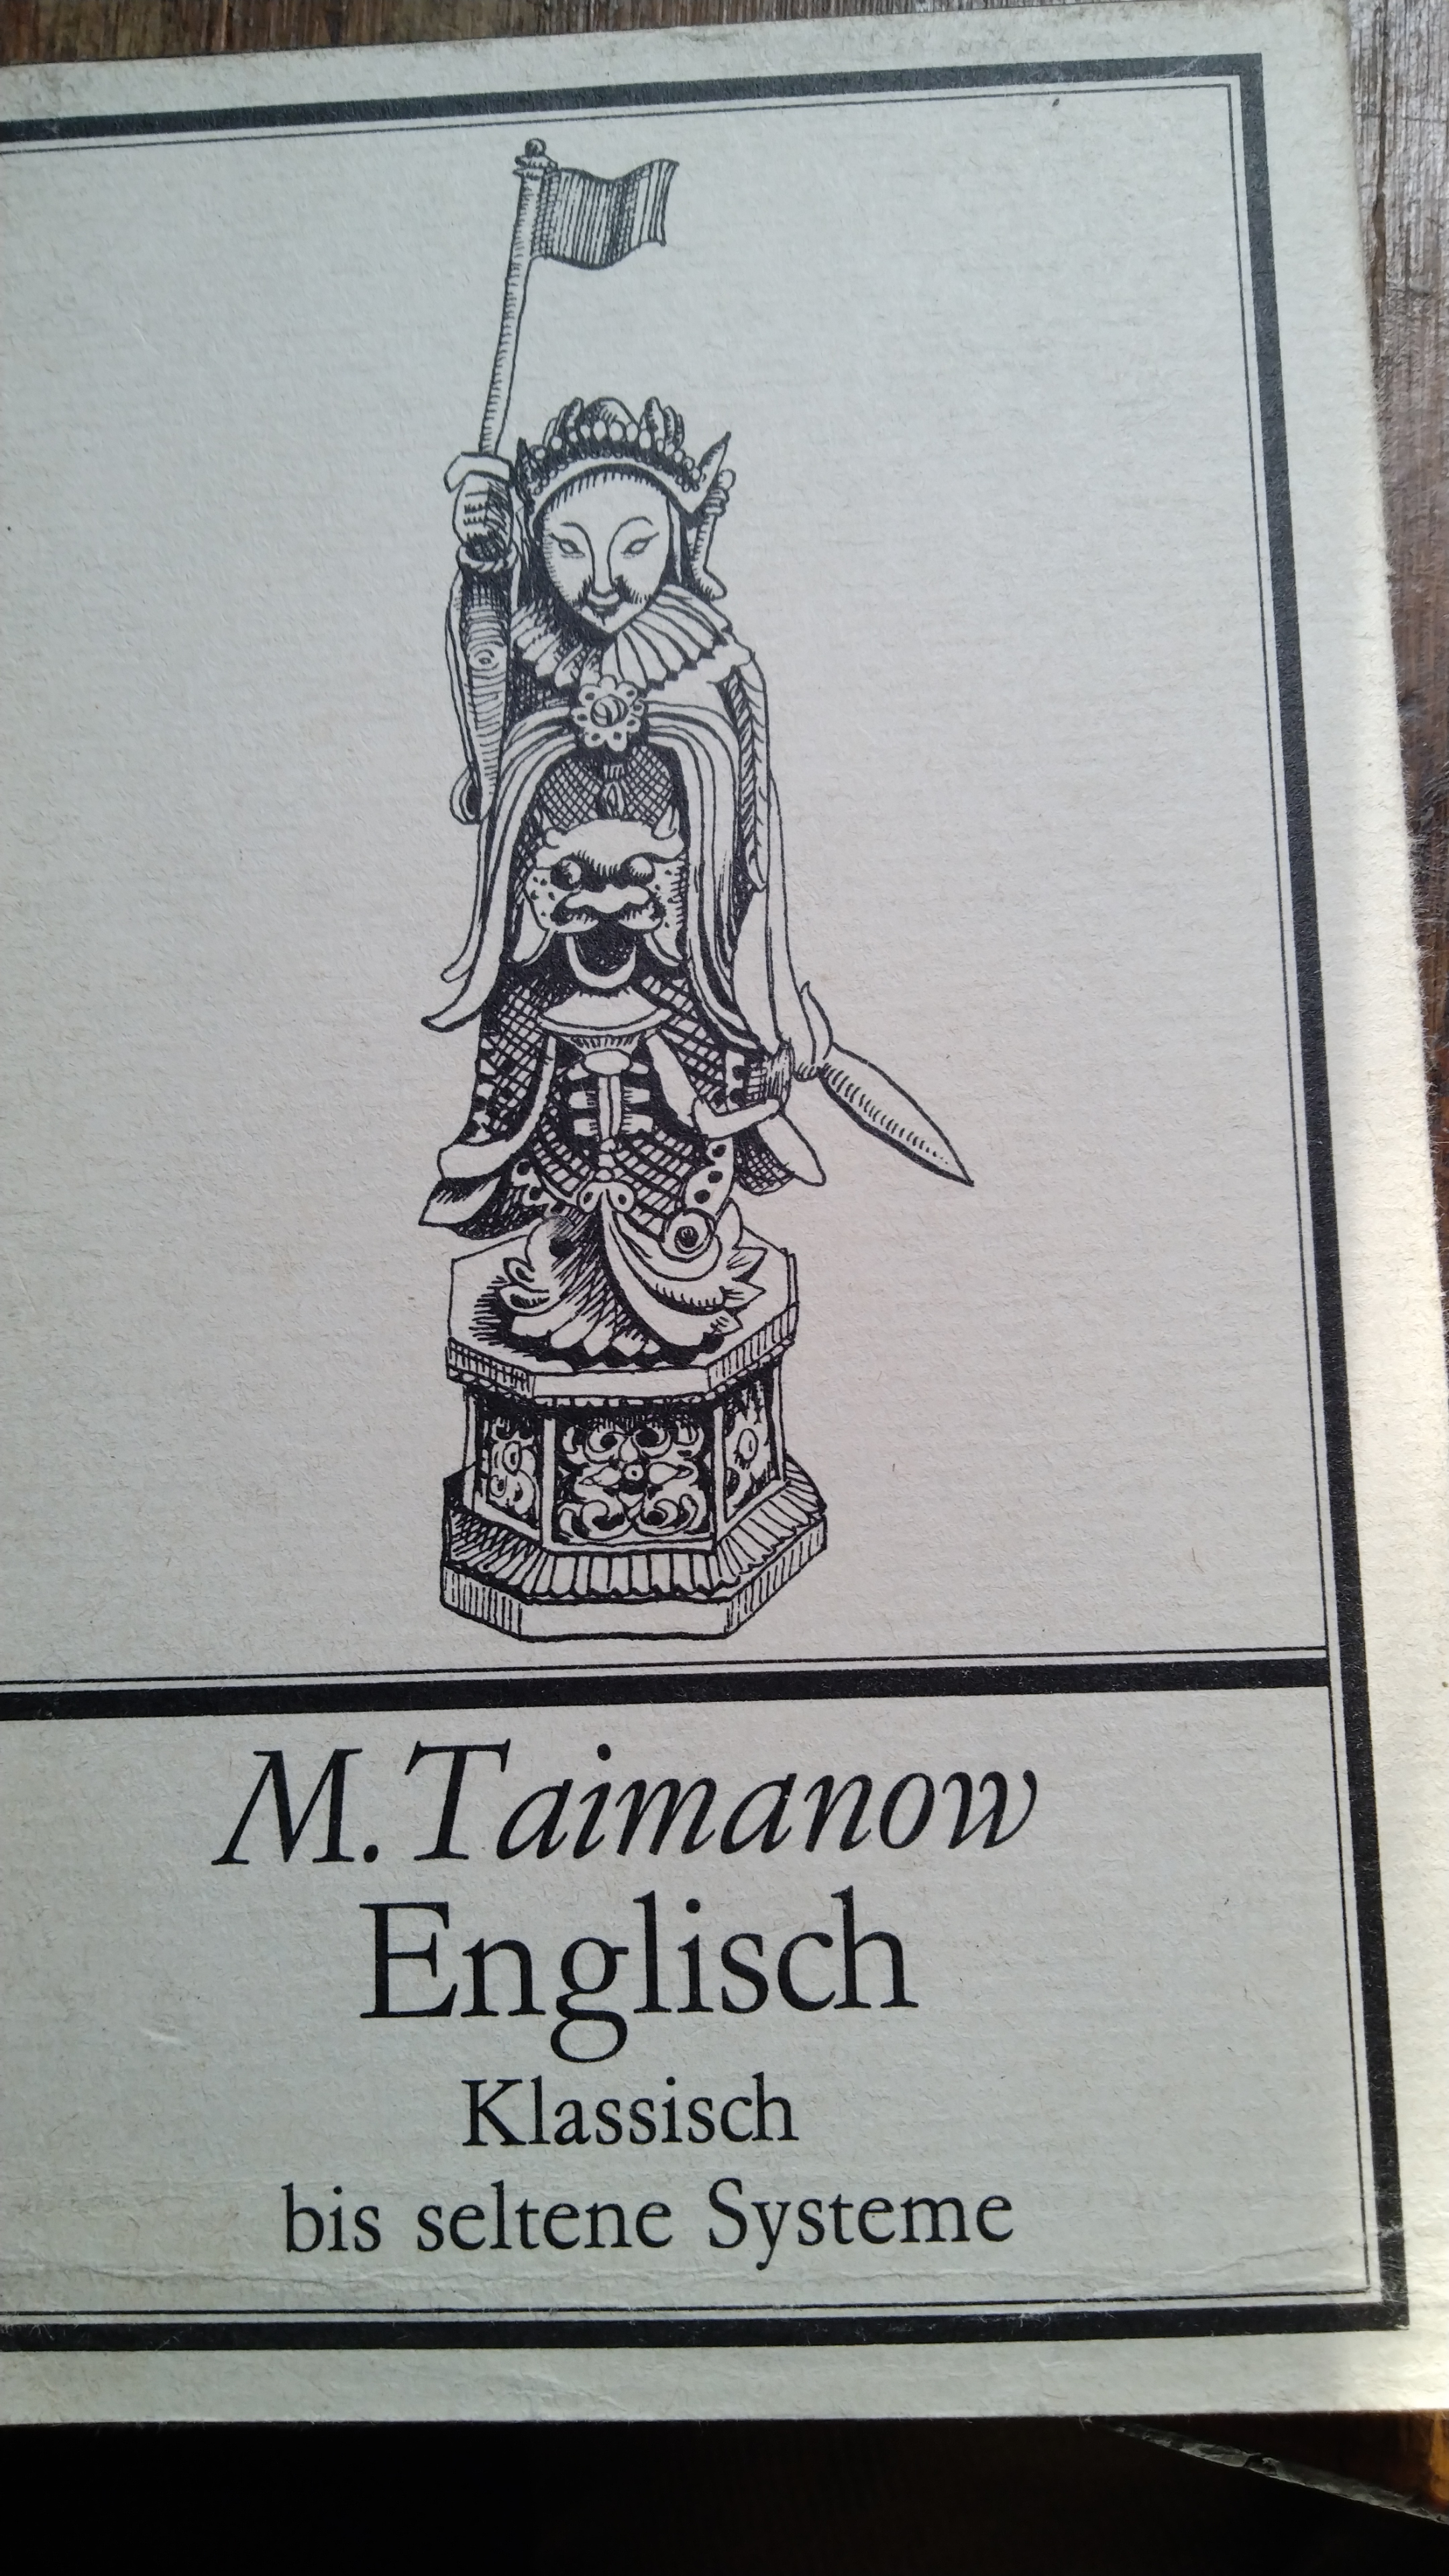 M. Taimanow
Englisch
Klassisch
bis seltene Systeme